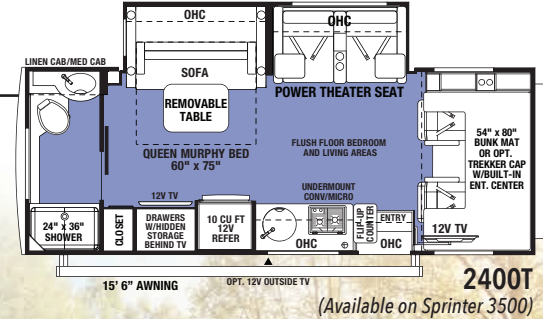 OHC
OHC
LINEN CAB/MED CAB
SOFA
POWER THEATER SEAT
REMOVABLE
TABLE
QUEEN MURPHY BED
60" x 75"
FLUSH FLOOR BEDROOM
AND LIVING AREAS
54" x 80"
BUNK MAT
OR OPT.
TREKKER CAP
W/BUILT-IN
ENT. CENTER
12V TV
UNDERMOUNT
CONV/MICRO
24" x 36"
SHOWER
CLOSET
DRAWERS
W/HIDDEN
STORAGE
BEHIND TV
10 CU FT
12V
REFER
OHC
FLIP-UP
COUNTER
ENTRY
OHC
12V TV
15' 6" AWNING
OPT. 12V OUTSIDE TV
2400T
(Available on Sprinter 3500)